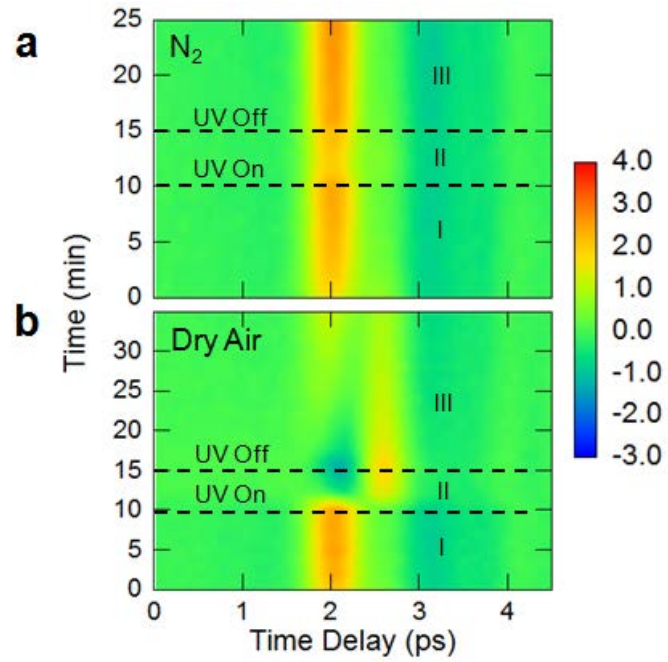 a
N2
25
20
15
10
5
0
III
UV Off
II
UV On
I
Time (min)
b
Dry Air
30
25
20
15
10
5
0
III
UV Off
II
UV On
I
0 1 2 3 4
Time Delay (ps)
4.0
3.0
2.0
1.0
0.0
-1.0
-2.0
-3.0